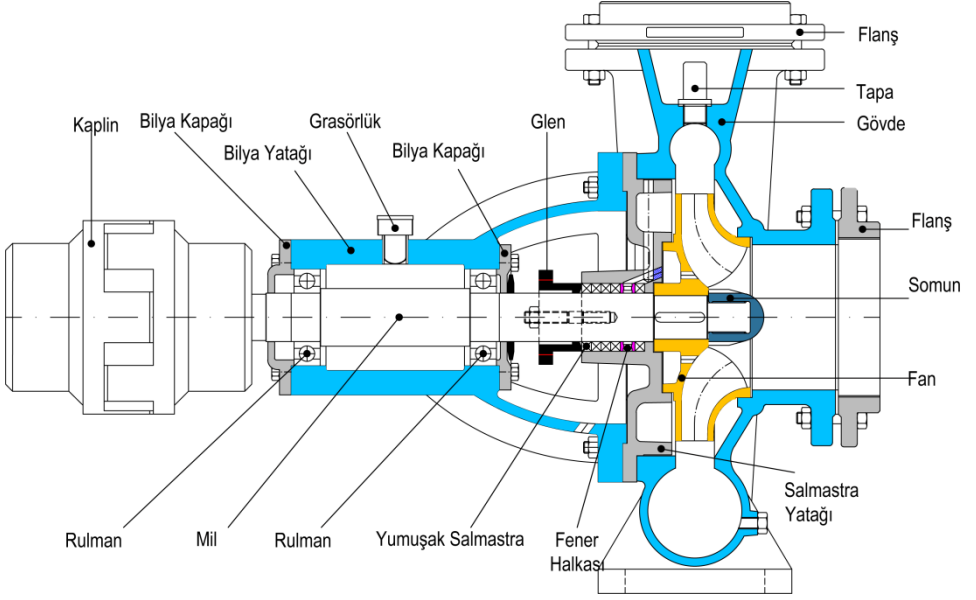 Flanş
Tapa
Gövde
Kaplin
Bilya Kapağı
Grasörlük
Glen
Bilya Yatağı
Bilya Kapağı
Flanş
Somun
Fan
Salmastra
Yatağı
Rulman
Mil
Rulman
Yumuşak Salmastra
Fener
Halkası